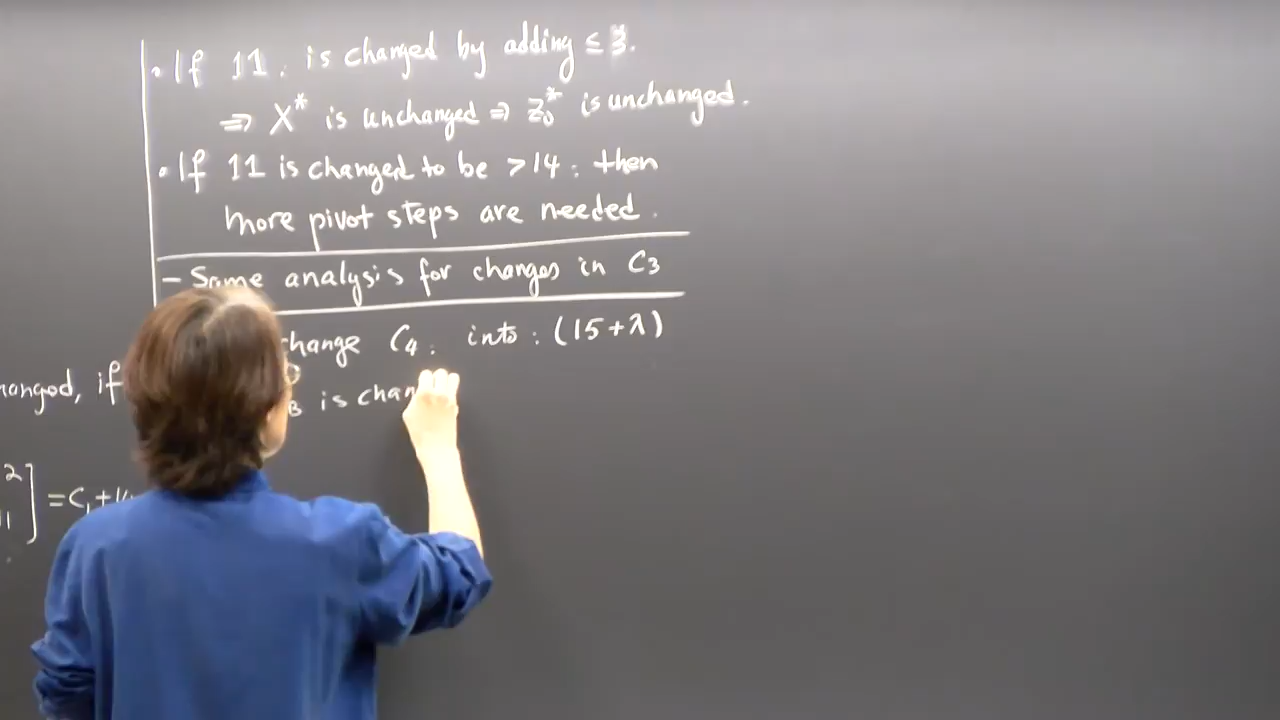 • If 11. is changed by adding ≤ 3.
⇒ X* is unchanged ⇒ Z₀* is unchanged.
• If 11 is changed to be > 14. then
more pivot steps are needed.
- Same analysis for changes in C3
change C₄. into: (15+λ)
B is chan
if
= C₁ +
2
1